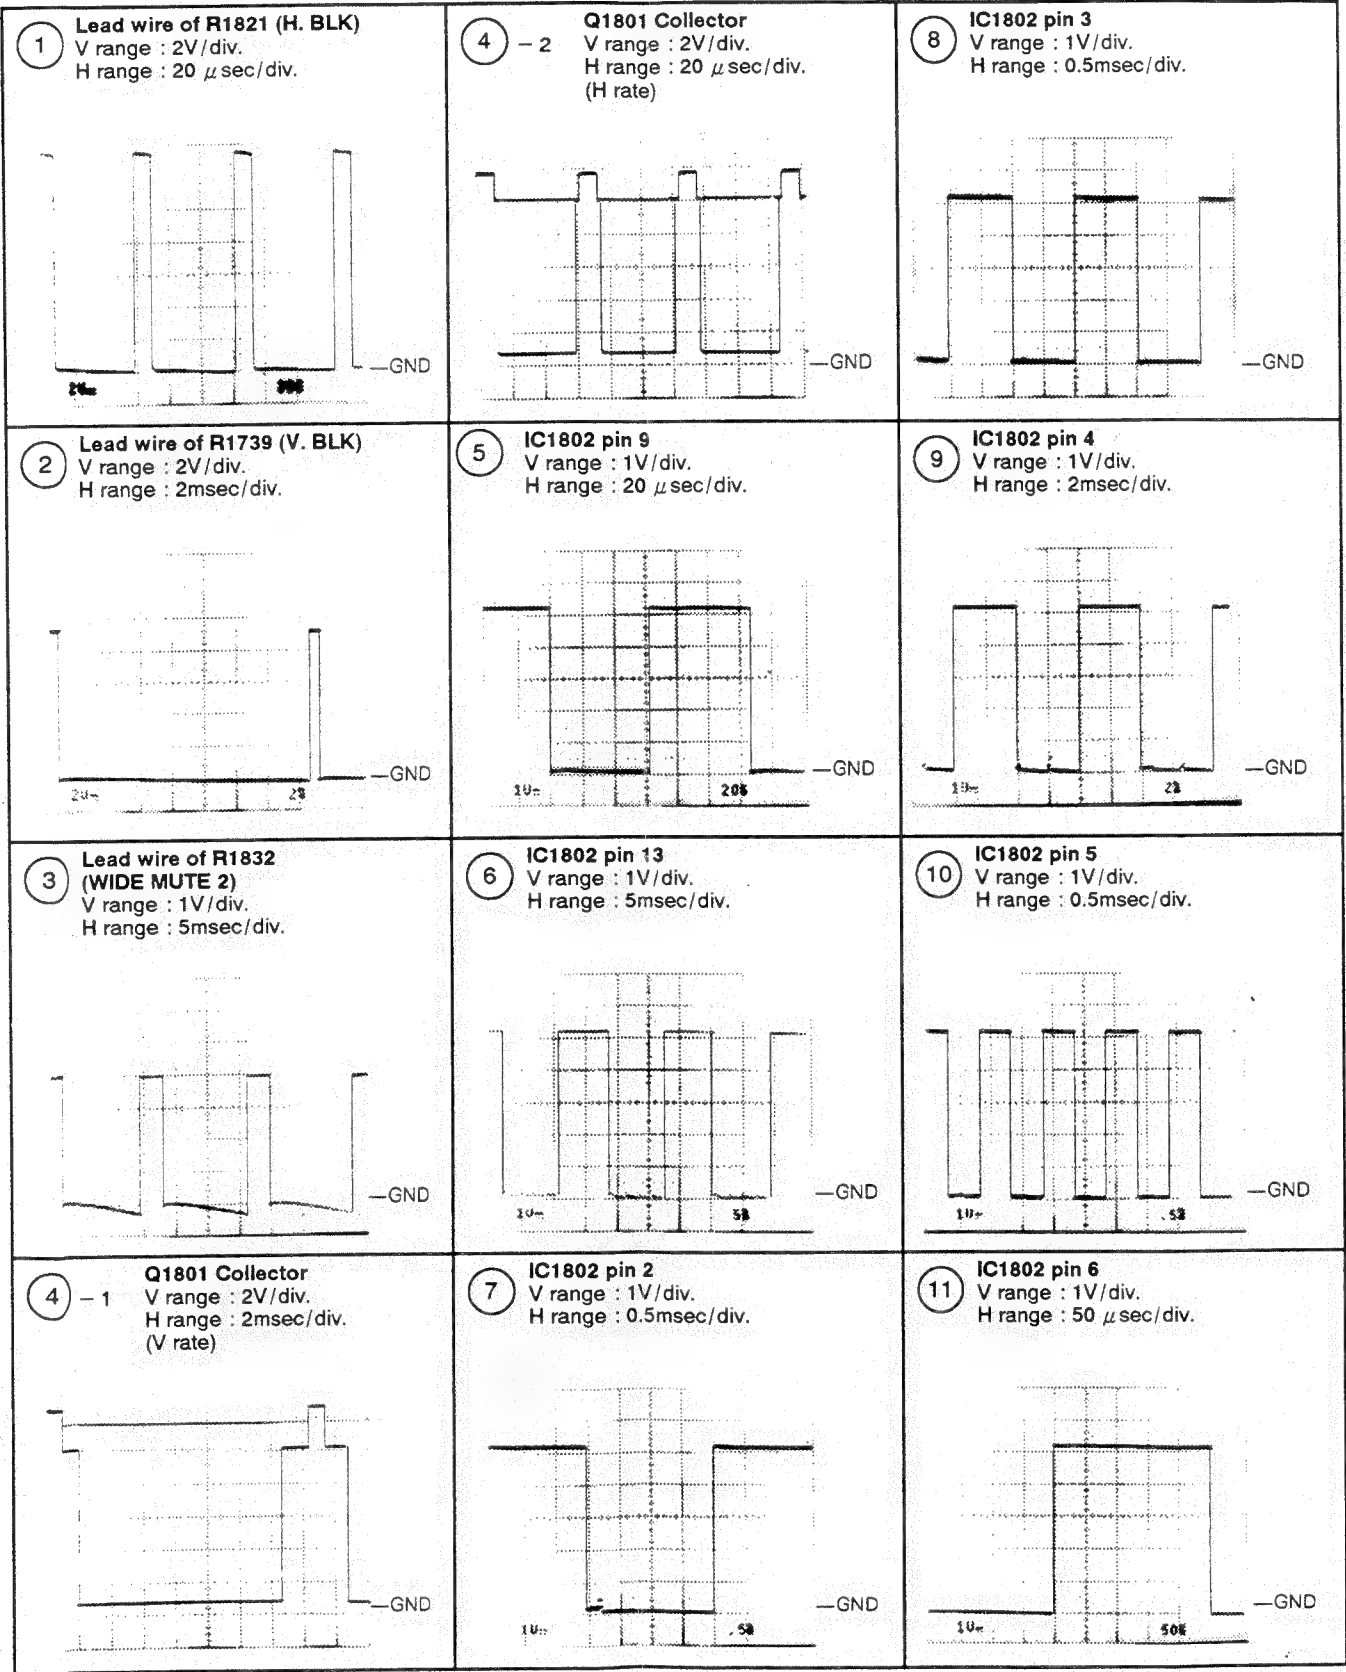 1
Lead wire of R1821 (H. BLK)
V range : 2V/div.
H range : 20 μsec/div.
GND
4 – 2
Q1801 Collector
V range : 2V/div.
H range : 20 μsec/div.
(H rate)
GND
8
IC1802 pin 3
V range : 1V/div.
H range : 0.5msec/div.
GND
2
Lead wire of R1739 (V. BLK)
V range : 2V/div.
H range : 2msec/div.
GND
5
IC1802 pin 9
V range : 1V/div.
H range : 20 μsec/div.
GND
9
IC1802 pin 4
V range : 1V/div.
H range : 2msec/div.
GND
3
Lead wire of R1832
(WIDE MUTE 2)
V range : 1V/div.
H range : 5msec/div.
GND
6
IC1802 pin 13
V range : 1V/div.
H range : 5msec/div.
GND
10
IC1802 pin 5
V range : 1V/div.
H range : 0.5msec/div.
GND
4 – 1
Q1801 Collector
V range : 2V/div.
H range : 2msec/div.
(V rate)
GND
7
IC1802 pin 2
V range : 1V/div.
H range : 0.5msec/div.
GND
11
IC1802 pin 6
V range : 1V/div.
H range : 50 μsec/div.
GND